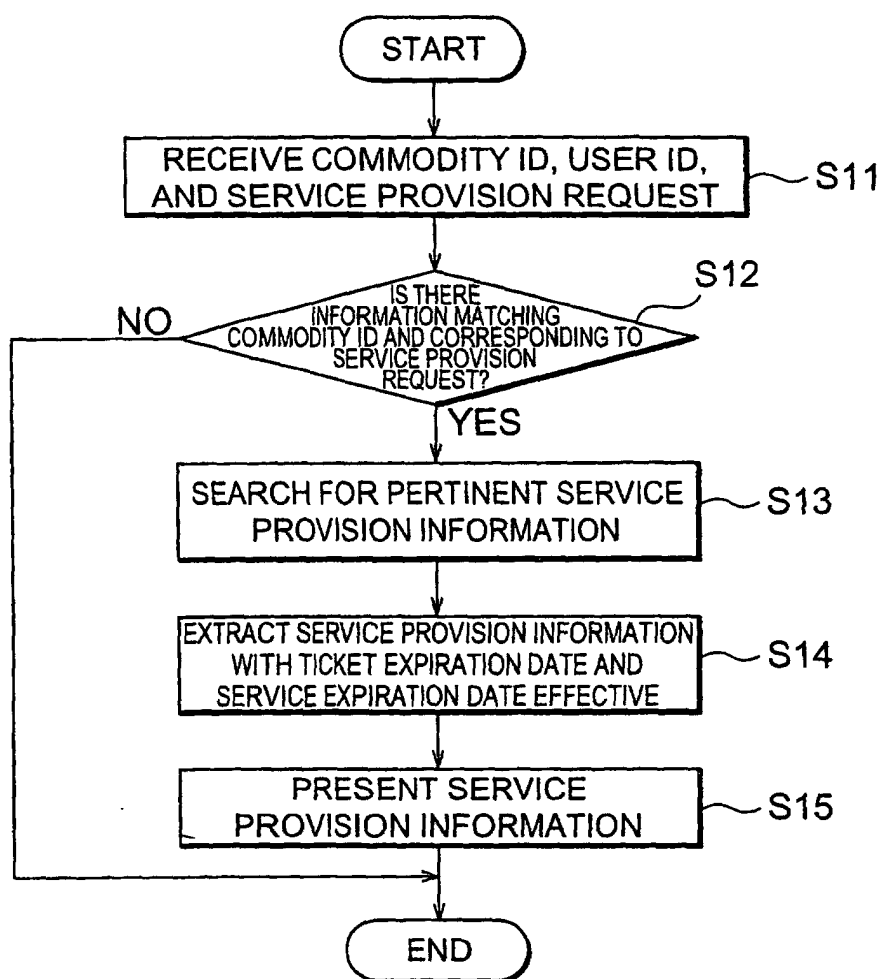 START
RECEIVE COMMODITY ID, USER ID,
AND SERVICE PROVISION REQUEST
S11
S12
IS THERE
INFORMATION MATCHING
COMMODITY ID AND CORRESPONDING TO
SERVICE PROVISION
REQUEST?
NO
YES
SEARCH FOR PERTINENT SERVICE
PROVISION INFORMATION
S13
EXTRACT SERVICE PROVISION INFORMATION
WITH TICKET EXPIRATION DATE AND
SERVICE EXPIRATION DATE EFFECTIVE
S14
PRESENT SERVICE
PROVISION INFORMATION
S15
END